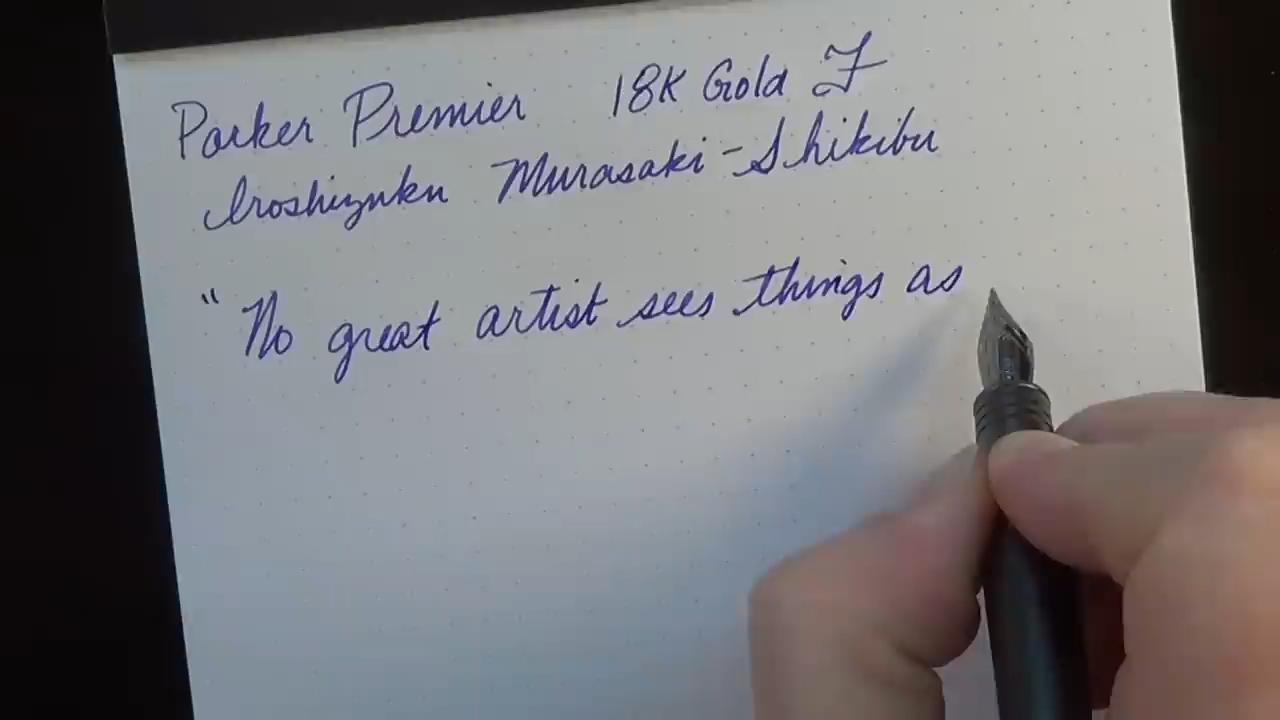 Parker Premier 18K Gold F
Iroshizuku Murasaki-Shikibu
" No great artist sees things as